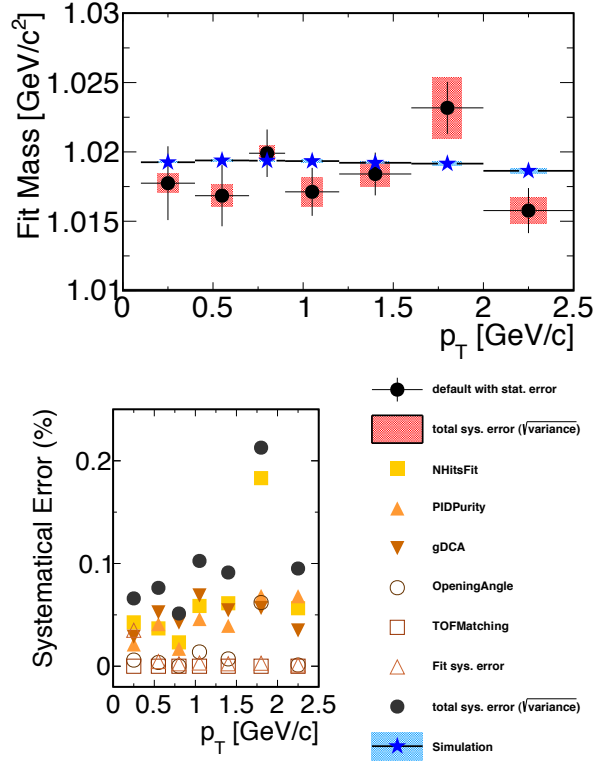 Fit Mass [GeV/c²]
1.03
1.025
1.02
1.015
1.01
0 0.5 1 1.5 2 2.5
p_T [GeV/c]
Systematical Error (%)
0.2
0.1
0
0 0.5 1 1.5 2 2.5
p_T [GeV/c]
default with stat. error
total sys. error (√variance)
NHitsFit
PIDPurity
gDCA
OpeningAngle
TOFMatching
Fit sys. error
total sys. error (√variance)
Simulation